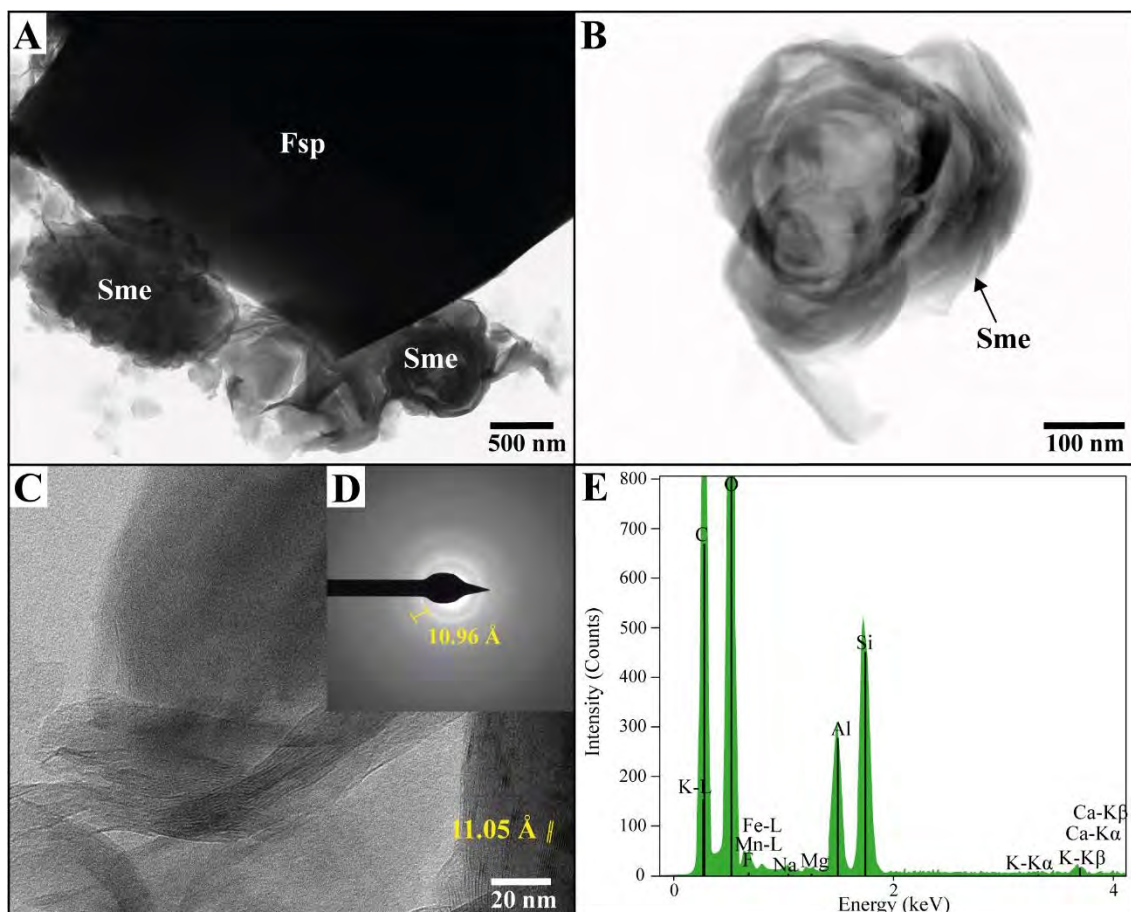 A
Fsp
Sme
Sme
500 nm
B
Sme
100 nm
C
11.05 Å
20 nm
D
10.96 Å
E
Intensity (Counts)
800
700
600
500
400
300
200
100
0
C
O
K-L
Fe-L
Mn-L
F
Na
Mg
Al
Si
K-Kα
Ca-Kβ
Ca-Kα
K-Kβ
0
2
4
Energy (keV)